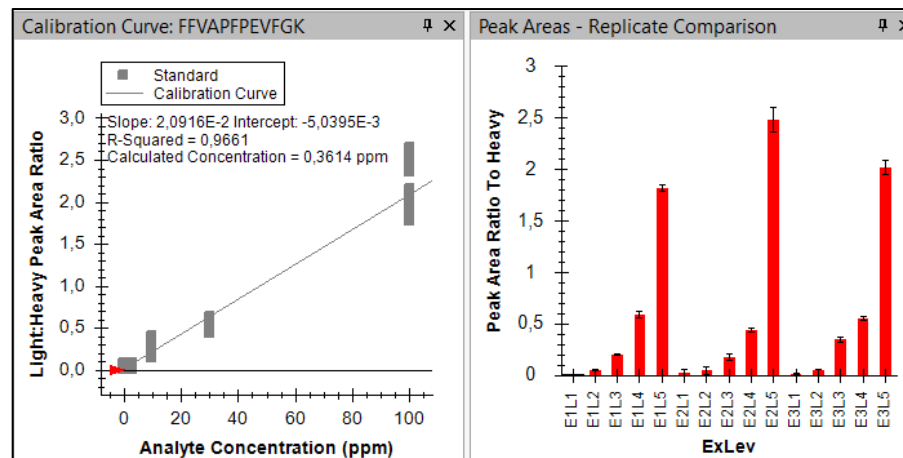 Calibration Curve: FFVAPFPEVFGK
Standard
Calibration Curve
Slope: 2,0916E-2 Intercept: -5,0395E-3
R-Squared = 0,9661
Calculated Concentration = 0,3614 ppm
Light:Heavy Peak Area Ratio
3,0
2,5
2,0
1,5
1,0
0,5
0,0
0 20 40 60 80 100
Analyte Concentration (ppm)
Peak Areas - Replicate Comparison
Peak Area Ratio To Heavy
3
2,5
2
1,5
1
0,5
0
E1L1 E1L2 E1L3 E1L4 E1L5 E2L1 E2L2 E2L3 E2L4 E2L5 E3L1 E3L2 E3L3 E3L4 E3L5
ExLev